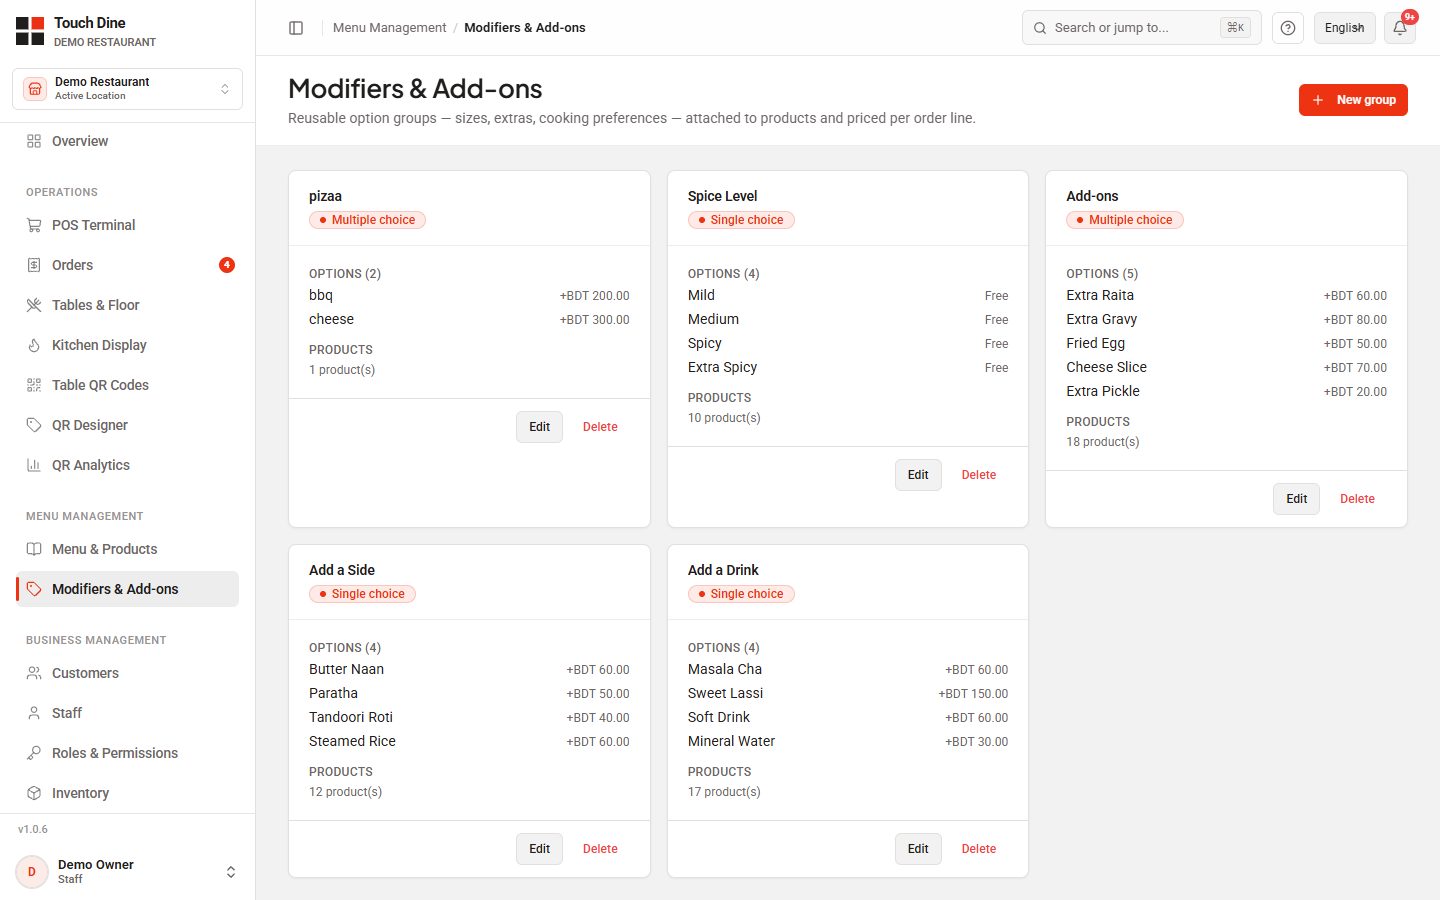 Touch Dine
DEMO RESTAURANT
Demo Restaurant
Active Location
Overview
OPERATIONS
POS Terminal
Orders 4
Tables & Floor
Kitchen Display
Table QR Codes
QR Designer
QR Analytics
MENU MANAGEMENT
Menu & Products
Modifiers & Add-ons
BUSINESS MANAGEMENT
Customers
Staff
Roles & Permissions
Inventory
v1.0.6
D
Demo Owner
Staff
Menu Management / Modifiers & Add-ons
Search or jump to... ⌘K
English
9+
Modifiers & Add-ons
Reusable option groups — sizes, extras, cooking preferences — attached to products and priced per order line.
+ New group
pizaa
Multiple choice
OPTIONS (2)
bbq +BDT 200.00
cheese +BDT 300.00
PRODUCTS
1 product(s)
Edit Delete
Spice Level
Single choice
OPTIONS (4)
Mild Free
Medium Free
Spicy Free
Extra Spicy Free
PRODUCTS
10 product(s)
Edit Delete
Add-ons
Multiple choice
OPTIONS (5)
Extra Raita +BDT 60.00
Extra Gravy +BDT 80.00
Fried Egg +BDT 50.00
Cheese Slice +BDT 70.00
Extra Pickle +BDT 20.00
PRODUCTS
18 product(s)
Edit Delete
Add a Side
Single choice
OPTIONS (4)
Butter Naan +BDT 60.00
Paratha +BDT 50.00
Tandoori Roti +BDT 40.00
Steamed Rice +BDT 60.00
PRODUCTS
12 product(s)
Edit Delete
Add a Drink
Single choice
OPTIONS (4)
Masala Cha +BDT 60.00
Sweet Lassi +BDT 150.00
Soft Drink +BDT 60.00
Mineral Water +BDT 30.00
PRODUCTS
17 product(s)
Edit Delete